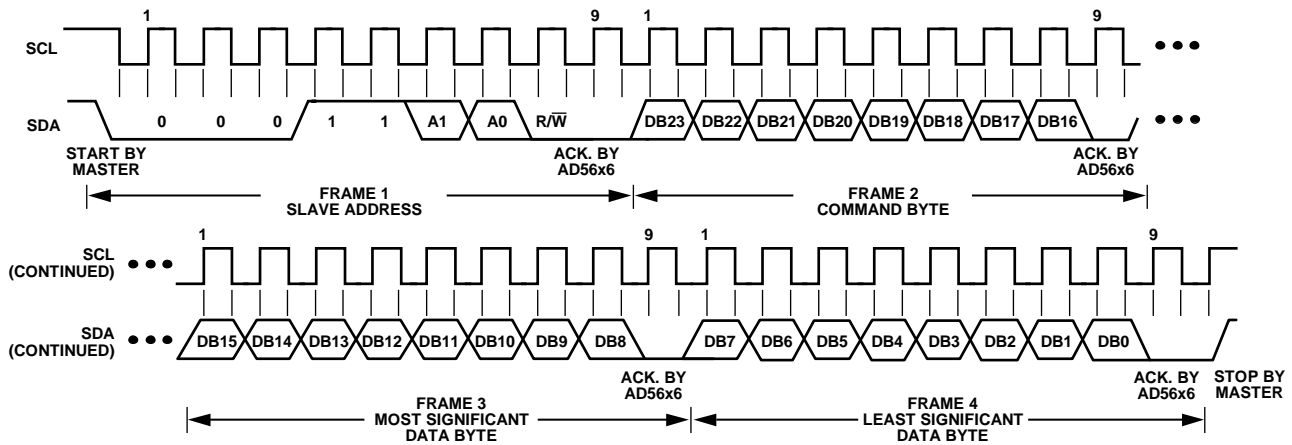 1 9 1 9
SCL
SDA 0 0 0 1 1 A1 A0 R/W̅ DB23 DB22 DB21 DB20 DB19 DB18 DB17 DB16
START BY
MASTER
ACK. BY
AD56x6
ACK. BY
AD56x6
FRAME 1
SLAVE ADDRESS
FRAME 2
COMMAND BYTE
1 9 1 9
SCL
(CONTINUED)
SDA
(CONTINUED)
DB15 DB14 DB13 DB12 DB11 DB10 DB9 DB8 DB7 DB6 DB5 DB4 DB3 DB2 DB1 DB0
ACK. BY
AD56x6
ACK. BY
AD56x6
STOP BY
MASTER
FRAME 3
MOST SIGNIFICANT
DATA BYTE
FRAME 4
LEAST SIGNIFICANT
DATA BYTE